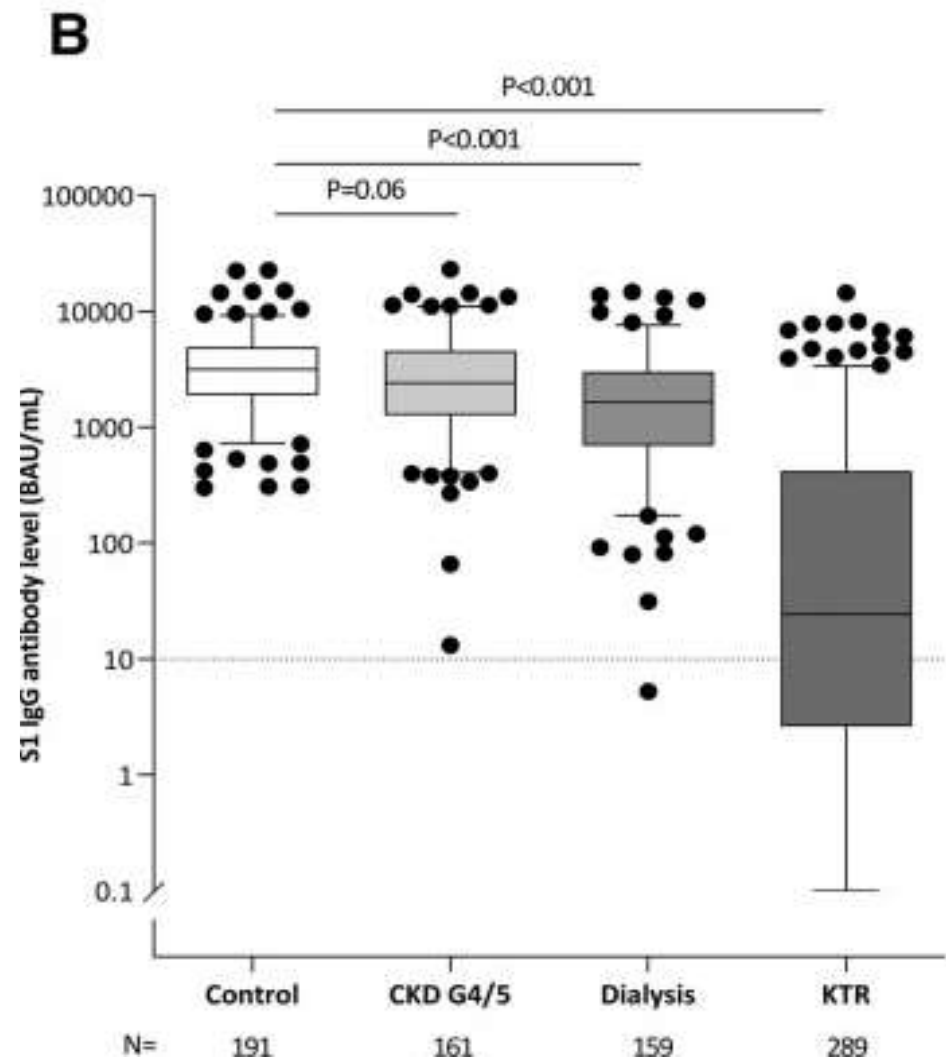 B
P<0.001
P<0.001
P=0.06
S1 IgG antibody level (BAU/mL)
100000
10000
1000
100
10
1
0.1
Control CKD G4/5 Dialysis KTR
N= 191 161 159 289